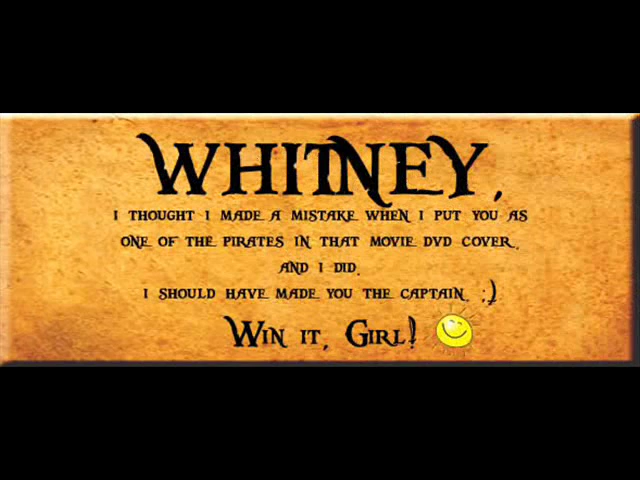 WHITNEY,
I THOUGHT I MADE A MISTAKE WHEN I PUT YOU AS
ONE OF THE PIRATES IN THAT MOVIE DVD COVER.
AND I DID.
I SHOULD HAVE MADE YOU THE CAPTAIN. ;)
WIN IT, GIRL!